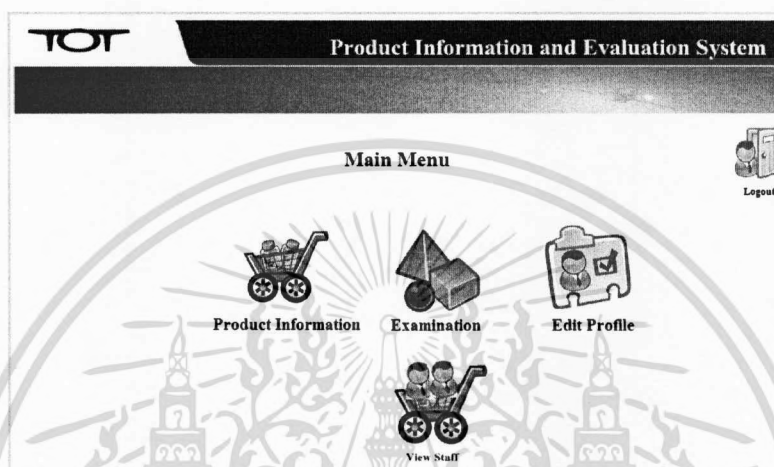 TOT
Product Information and Evaluation System
Main Menu
Logout
Product Information
Examination
Edit Profile
View Staff